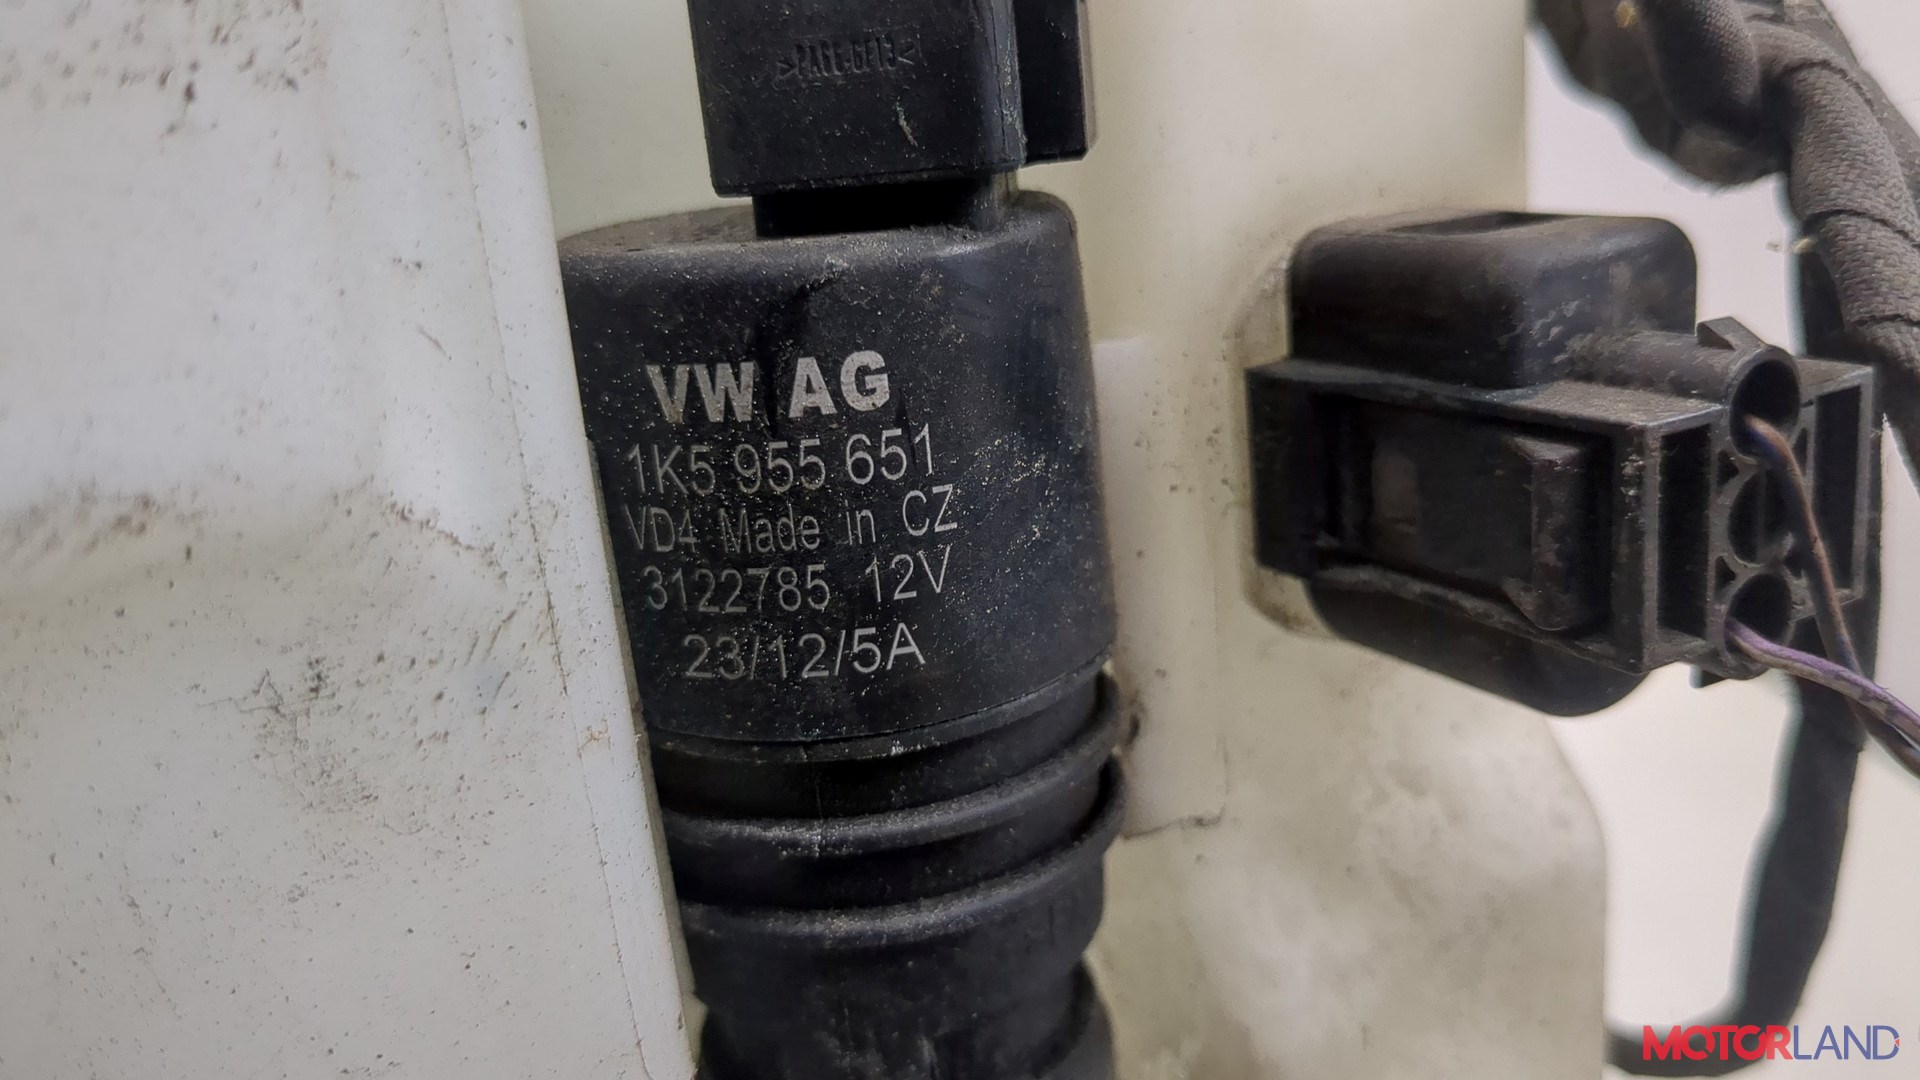 VW AG
1K5 955 651
VD4 Made in CZ
3122785 12V
23/12/5A
MOTORLAND